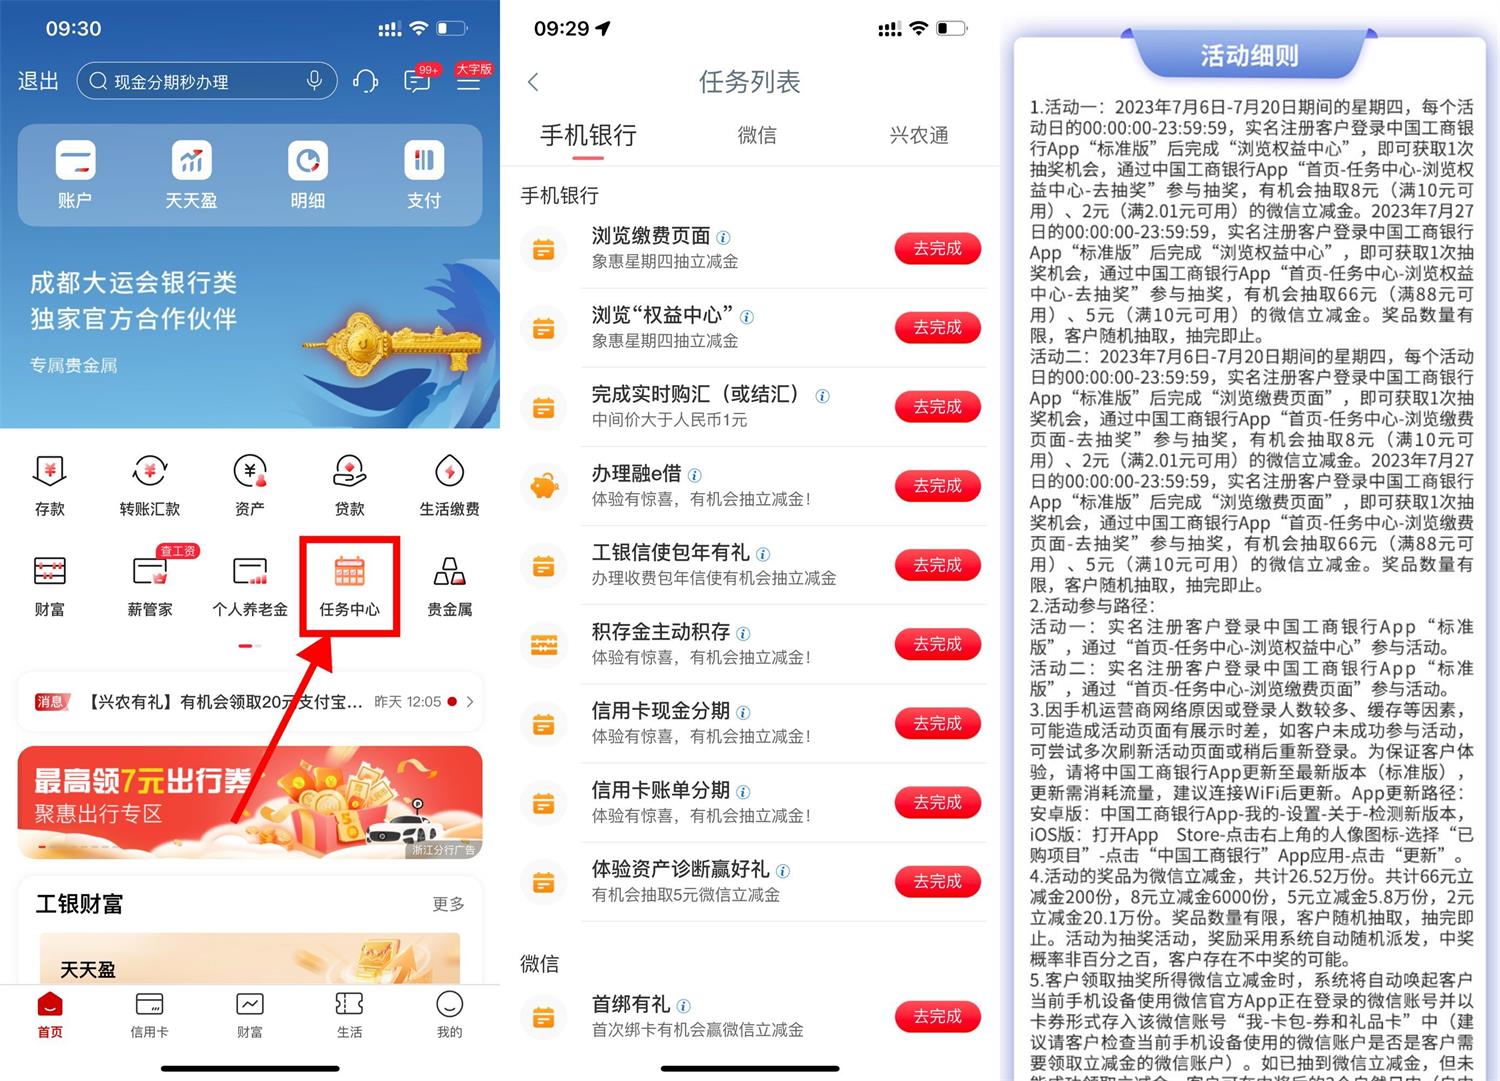 09:30
退出
现金分期秒办理
99+
大字版
账户
天天盈
明细
支付
成都大运会银行类
独家官方合作伙伴
专属贵金属
存款
转账汇款
资产
贷款
生活缴费
查工资
财富
薪管家
个人养老金
任务中心
贵金属
消息
【兴农有礼】有机会领取20元支付宝...
昨天 12:05
最高领7元出行券
聚惠出行专区
浙江分行广告
工银财富
更多
天天盈
首页
信用卡
财富
生活
我的
09:29
任务列表
手机银行
微信
兴农通
手机银行
浏览缴费页面
象惠星期四抽立减金
去完成
浏览“权益中心”
象惠星期四抽立减金
去完成
完成实时购汇（或结汇）
中间价大于人民币1元
去完成
办理融e借
体验有惊喜，有机会抽立减金！
去完成
工银信使包年有礼
办理收费包年信使有机会抽立减金
去完成
积存金主动积存
体验有惊喜，有机会抽立减金！
去完成
信用卡现金分期
体验有惊喜，有机会抽立减金！
去完成
信用卡账单分期
体验有惊喜，有机会抽立减金！
去完成
体验资产诊断赢好礼
有机会抽取5元微信立减金
去完成
微信
首绑有礼
首次绑卡有机会赢微信立减金
去完成
活动细则
1.活动一：2023年7月6日-7月20日期间的星期四，每个活
动日的00:00:00-23:59:59，实名注册客户登录中国工商银
行App“标准版”后完成“浏览权益中心”，即可获取1次
抽奖机会，通过中国工商银行App“首页-任务中心-浏览权
益中心-去抽奖”参与抽奖，有机会抽取8元（满10元可
用）、2元（满2.01元可用）的微信立减金。2023年7月27
日的00:00:00-23:59:59，实名注册客户登录中国工商银行
App“标准版”后完成“浏览权益中心”，即可获取1次抽
奖机会，通过中国工商银行App“首页-任务中心-浏览权益
中心-去抽奖”参与抽奖，有机会抽取66元（满88元可
用）、5元（满10元可用）的微信立减金。奖品数量有
限，客户随机抽取，抽完即止。
活动二：2023年7月6日-7月20日期间的星期四，每个活动
日的00:00:00-23:59:59，实名注册客户登录中国工商银行
App“标准版”后完成“浏览缴费页面”，即可获取1次抽
奖机会，通过中国工商银行App“首页-任务中心-浏览缴费
页面-去抽奖”参与抽奖，有机会抽取8元（满10元可
用）、2元（满2.01元可用）的微信立减金。2023年7月27
日的00:00:00-23:59:59，实名注册客户登录中国工商银行
App“标准版”后完成“浏览缴费页面”，即可获取1次抽
奖机会，通过中国工商银行App“首页-任务中心-浏览缴费
页面-去抽奖”参与抽奖，有机会抽取66元（满88元可
用）、5元（满10元可用）的微信立减金。奖品数量有
限，客户随机抽取，抽完即止。
2.活动参与路径：
活动一：实名注册客户登录中国工商银行App“标准
版”，通过“首页-任务中心-浏览权益中心”参与活动。
活动二：实名注册客户登录中国工商银行App“标准
版”，通过“首页-任务中心-浏览缴费页面”参与活动。
3.因手机运营商网络原因或登录人数较多、缓存等因素，
可能造成活动页面有展示时差，如客户未成功参与活动，
可尝试多次刷新活动页面或稍后重新登录。为保证客户体
验，请将中国工商银行App更新至最新版本（标准版），
更新需消耗流量，建议连接WiFi后更新。App更新路径：
安卓版：中国工商银行App-我的-设置-关于-检测新版本，
iOS版：打开App Store-点击右上角的人像图标-选择“已
购项目”-点击“中国工商银行”App应用-点击“更新”。
4.活动的奖品为微信立减金，共计26.52万份。共计66元立
减金200份，8元立减金6000份，5元立减金5.8万份，2元
立减金20.1万份。奖品数量有限，客户随机抽取，抽完即
止。活动为抽奖活动，奖励采用系统自动随机派发，中奖
概率非百分之百，客户存在不中奖的可能。
5.客户领取抽奖所得微信立减金时，系统将自动唤起客户
当前手机设备使用微信官方App正在登录的微信账号并以
卡券形式存入该微信账号“我-卡包-券和礼品卡”中（建
议请客户检查当前手机设备使用的微信账户是否是客户需
要领取立减金的微信账户）。如已抽到微信立减金，但未